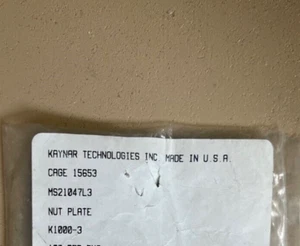 KAYNAR TECHNOLOGIES INC MADE IN U.S.A.
CAGE 15653
MS21047L3
NUT PLATE
K1000-3